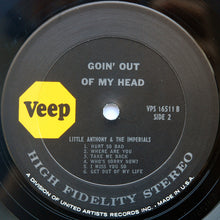 GOIN' OUT
OF MY HEAD
Veep
VPS 16511 B
SIDE 2
LITTLE ANTHONY & THE IMPERIALS
1. HURT SO BAD
2. WHERE ARE YOU
3. TAKE ME BACK
4. WHO'S SORRY NOW?
5. I MISS YOU SO
6. GET OUT OF MY LIFE
HIGH FIDELITY STEREO
A DIVISION OF UNITED ARTISTS RECORDS INC. • MADE IN U.S.A.